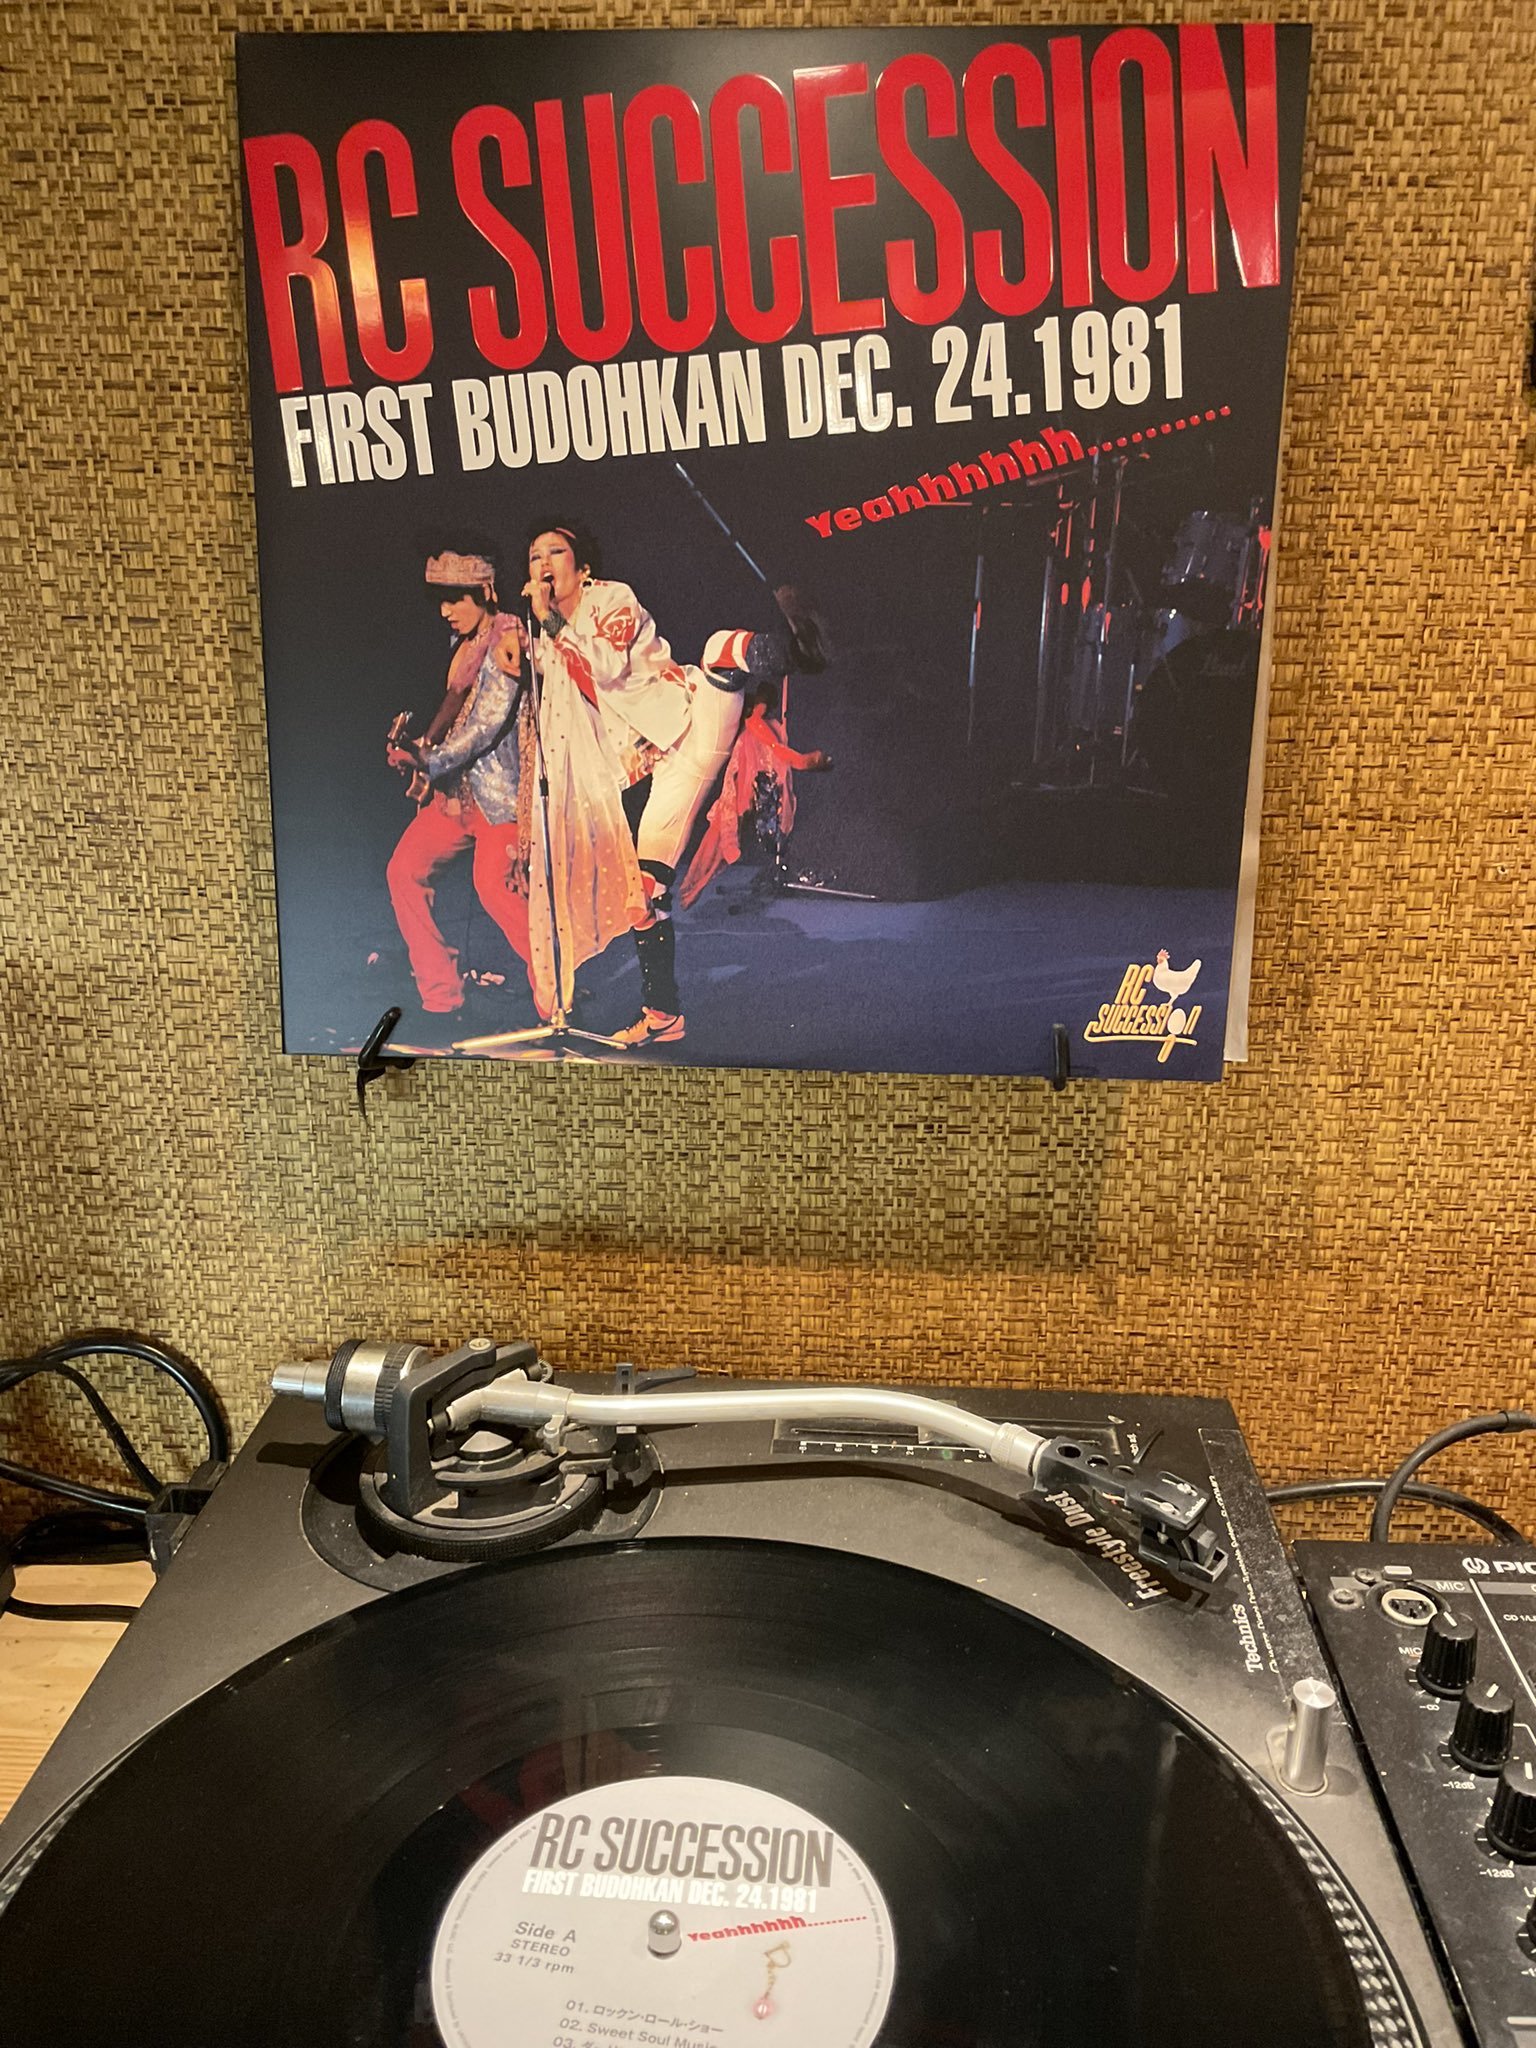 RC SUCCESSION
FIRST BUDOHKAN DEC. 24.1981
Yeahhhhhh..........
RC
SUCCESSION
Freestyle Dust
Technics
MIC
MIC
-12dB
-12dB
RC SUCCESSION
FIRST BUDOHKAN DEC. 24.1981
Yeahhhhhh..........
Side A
STEREO
33 1/3 rpm
01. ロックン・ロール・ショー
02. Sweet Soul Music
03.